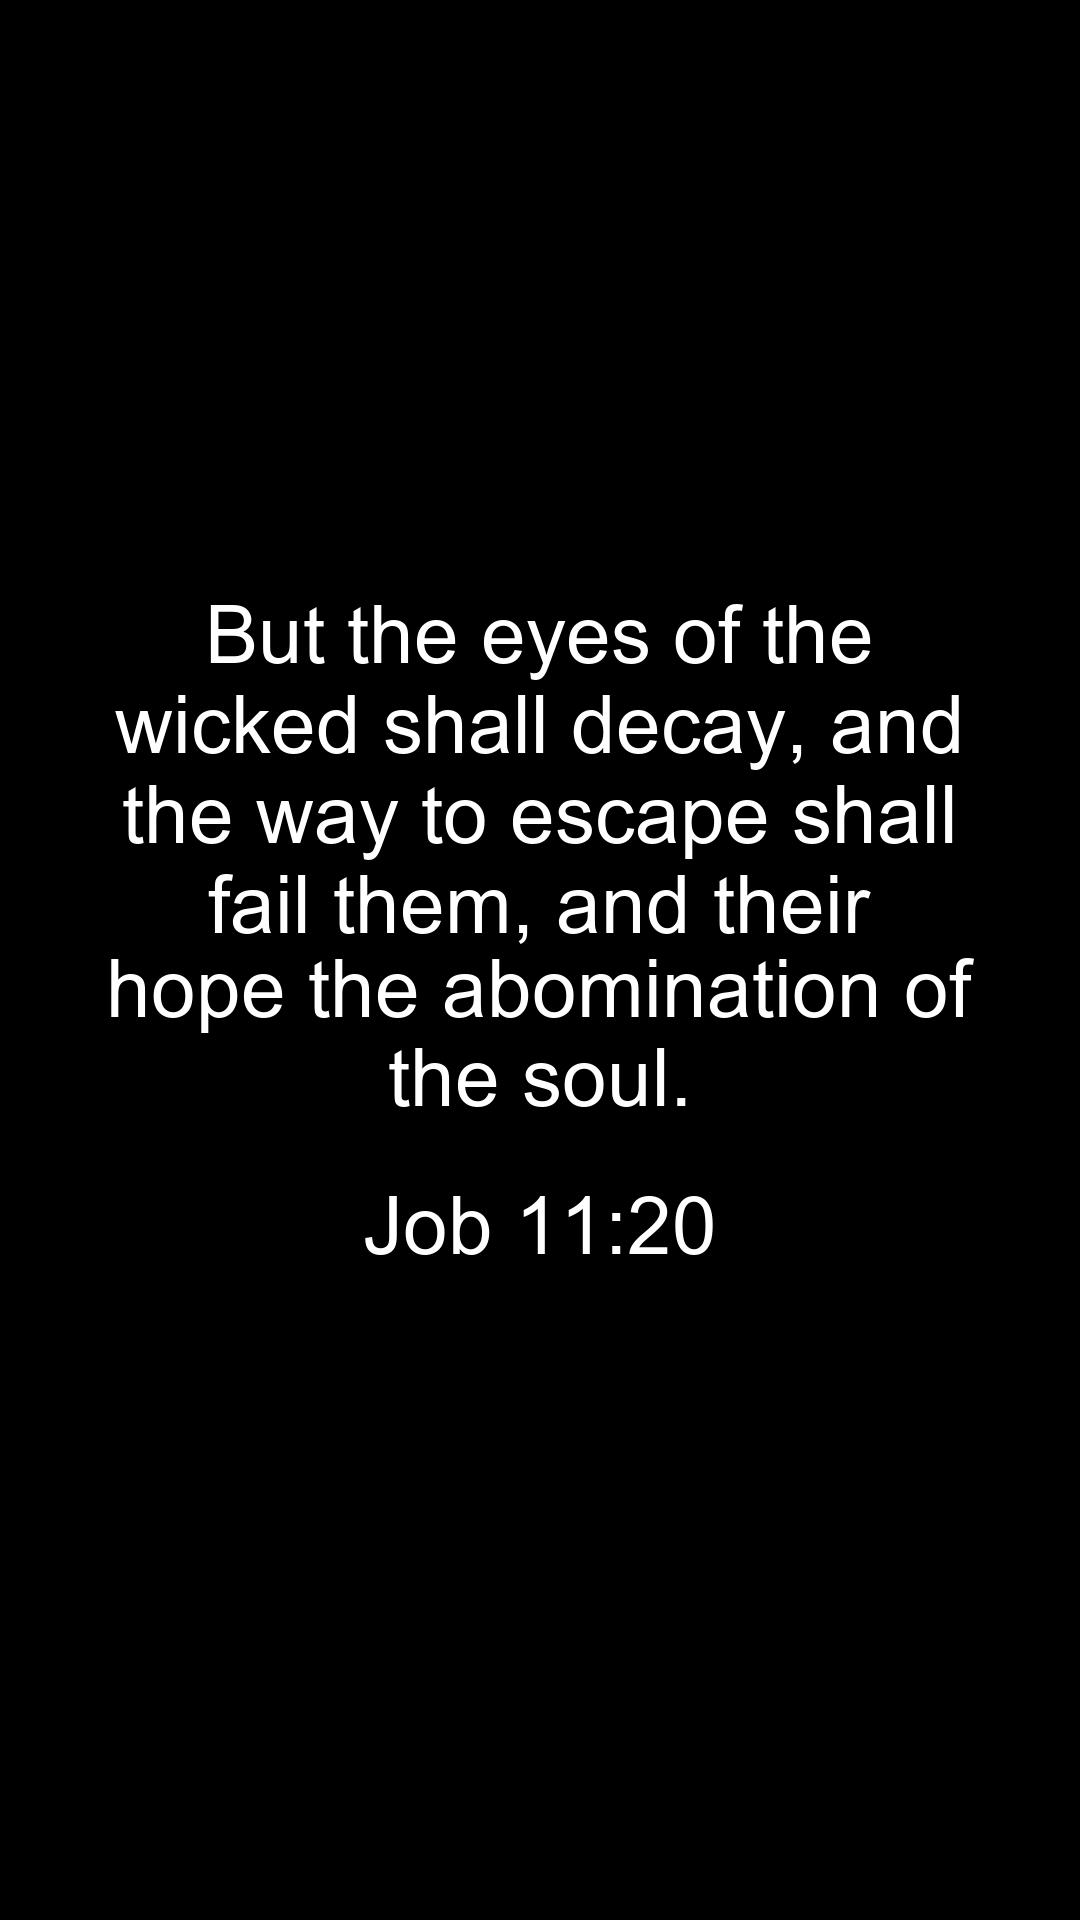 But the eyes of the
wicked shall decay, and
the way to escape shall
fail them, and their
hope the abomination of
the soul.
Job 11:20